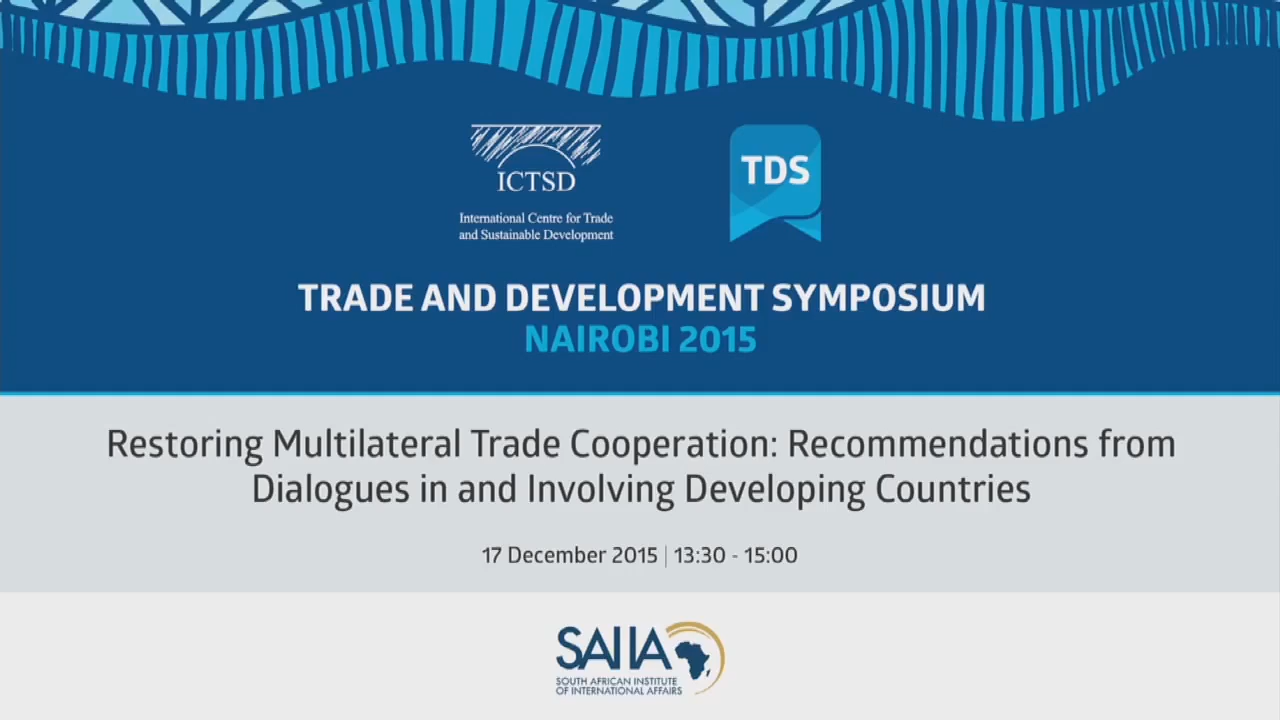 ICTSD
International Centre for Trade
and Sustainable Development
TDS
TRADE AND DEVELOPMENT SYMPOSIUM
NAIROBI 2015
Restoring Multilateral Trade Cooperation: Recommendations from
Dialogues in and Involving Developing Countries
17 December 2015 | 13:30 - 15:00
SAIIA
SOUTH AFRICAN INSTITUTE
OF INTERNATIONAL AFFAIRS